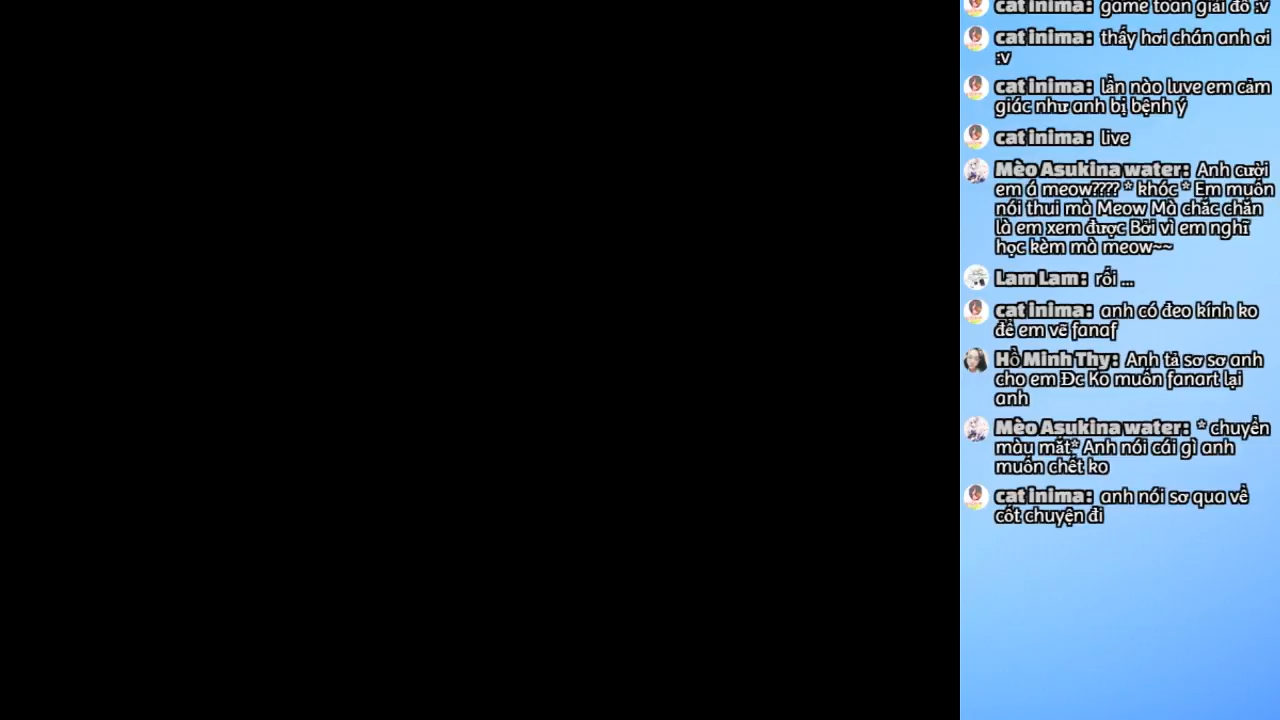 cat inima: game toàn giải đố :v
cat inima: thấy hơi chán anh ơi
:v
cat inima: lần nào luve em cảm
giác như anh bị bệnh ý
cat inima: live
Mèo Asukina water: Anh cười
em á meow???? * khóc * Em muốn
nói thui mà Meow Mà chắc chắn
là em xem được Bởi vì em nghĩ
học kèm mà meow~~
Lam Lam: rồi ...
cat inima: anh có đeo kính ko
để em vẽ fanaf
Hồ Minh Thy: Anh tả sơ sơ anh
cho em Đc Ko muốn fanart lại
anh
Mèo Asukina water: * chuyển
màu mắt* Anh nói cái gì anh
muốn chết ko
cat inima: anh nói sơ qua về
cốt chuyện đi